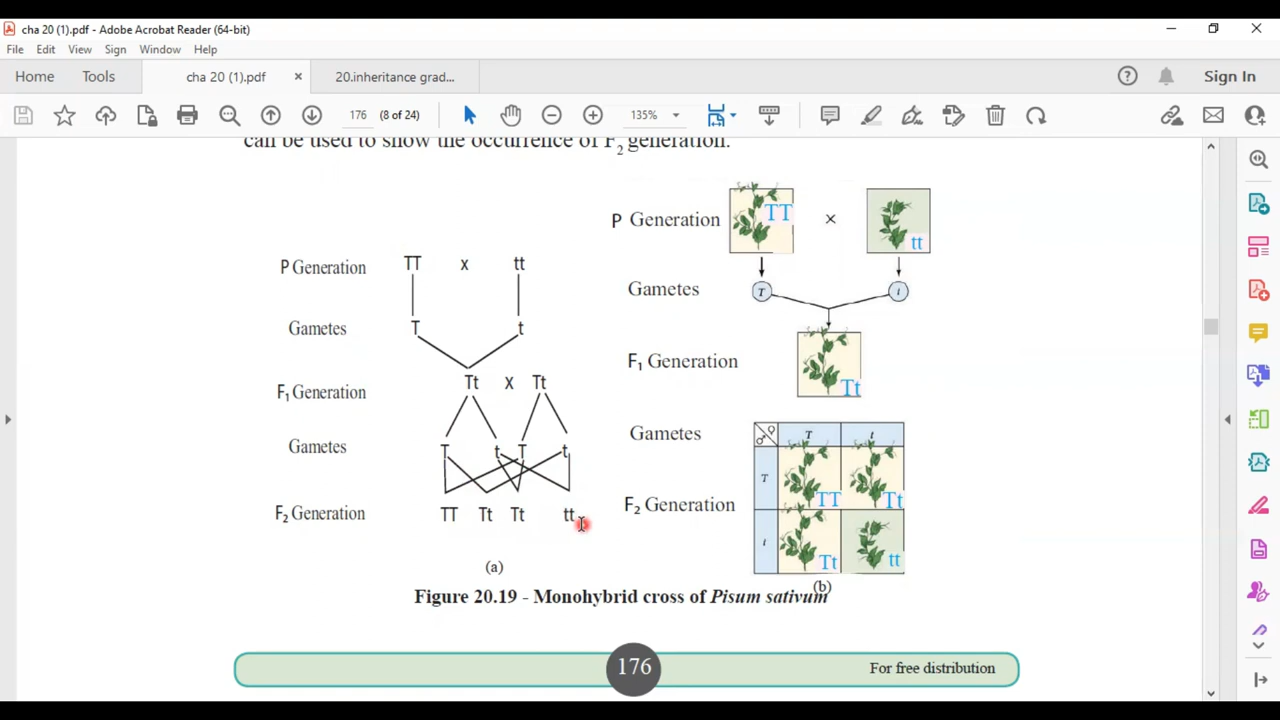 cha 20 (1).pdf - Adobe Acrobat Reader (64-bit)
File Edit View Sign Window Help
Home Tools cha 20 (1).pdf × 20.inheritance grad... Sign In
176 (8 of 24) 135%
can be used to show the occurrence of F2 generation.
P Generation TT x tt
Gametes T t
F1 Generation Tt x Tt
Gametes T t T t
F2 Generation TT Tt Tt tt
(a)
P Generation TT × tt
Gametes T t
F1 Generation Tt
Gametes ♂ ♀ T t
T TT Tt
F2 Generation
t Tt tt
(b)
Figure 20.19 - Monohybrid cross of Pisum sativum
176 For free distribution